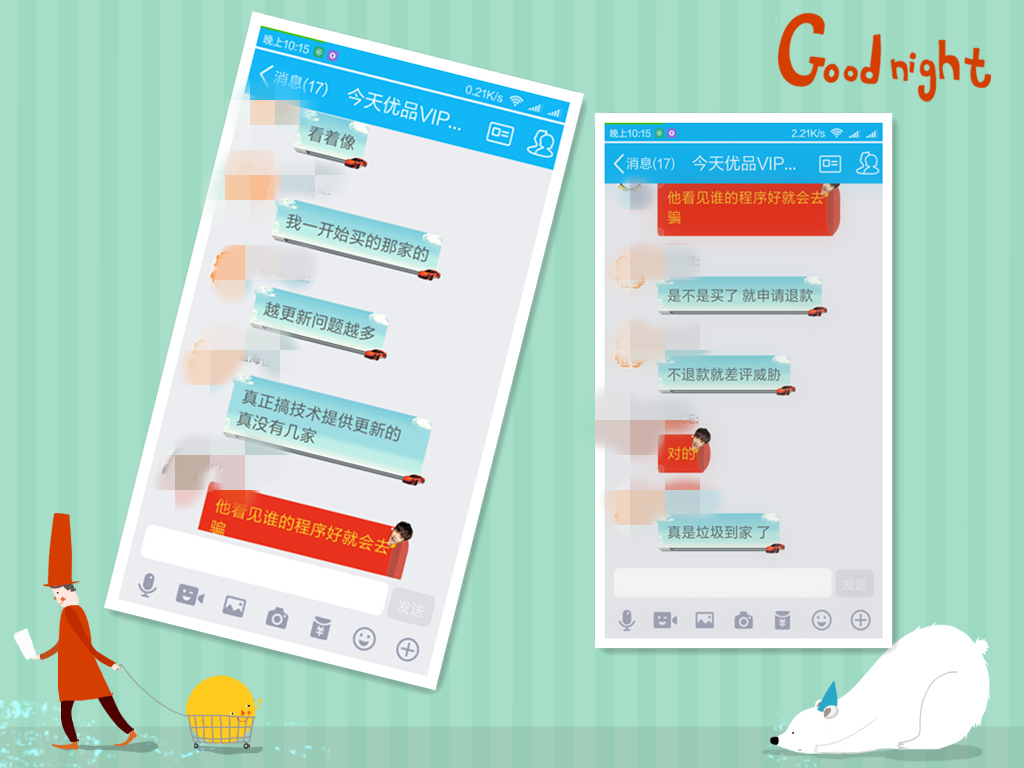 Good night
晚上10:15
0.21K/s
消息(17)
今天优品VIP...
看着像
我一开始买的那家的
越更新问题越多
真正搞技术提供更新的
真没有几家
他看见谁的程序好就会去
骗
发送
晚上10:15
2.21K/s
消息(17)
今天优品VIP...
他看见谁的程序好就会去
骗
是不是买了 就申请退款
不退款就差评威胁
对的
真是垃圾到家 了
发送